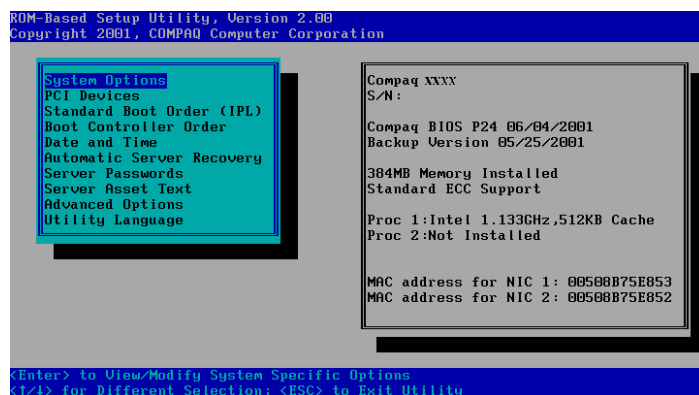 ROM-Based Setup Utility, Version 2.00
Copyright 2001, COMPAQ Computer Corporation
System Options
PCI Devices
Standard Boot Order (IPL)
Boot Controller Order
Date and Time
Automatic Server Recovery
Server Passwords
Server Asset Text
Advanced Options
Utility Language
Compaq XXXX
S/N:
Compaq BIOS P24 06/04/2001
Backup Version 05/25/2001
384MB Memory Installed
Standard ECC Support
Proc 1:Intel 1.133GHz,512KB Cache
Proc 2:Not Installed
MAC address for NIC 1: 00508B75E853
MAC address for NIC 2: 00508B75E852
<Enter> to View/Modify System Specific Options
<↑/↓> for Different Selection; <ESC> to Exit Utility